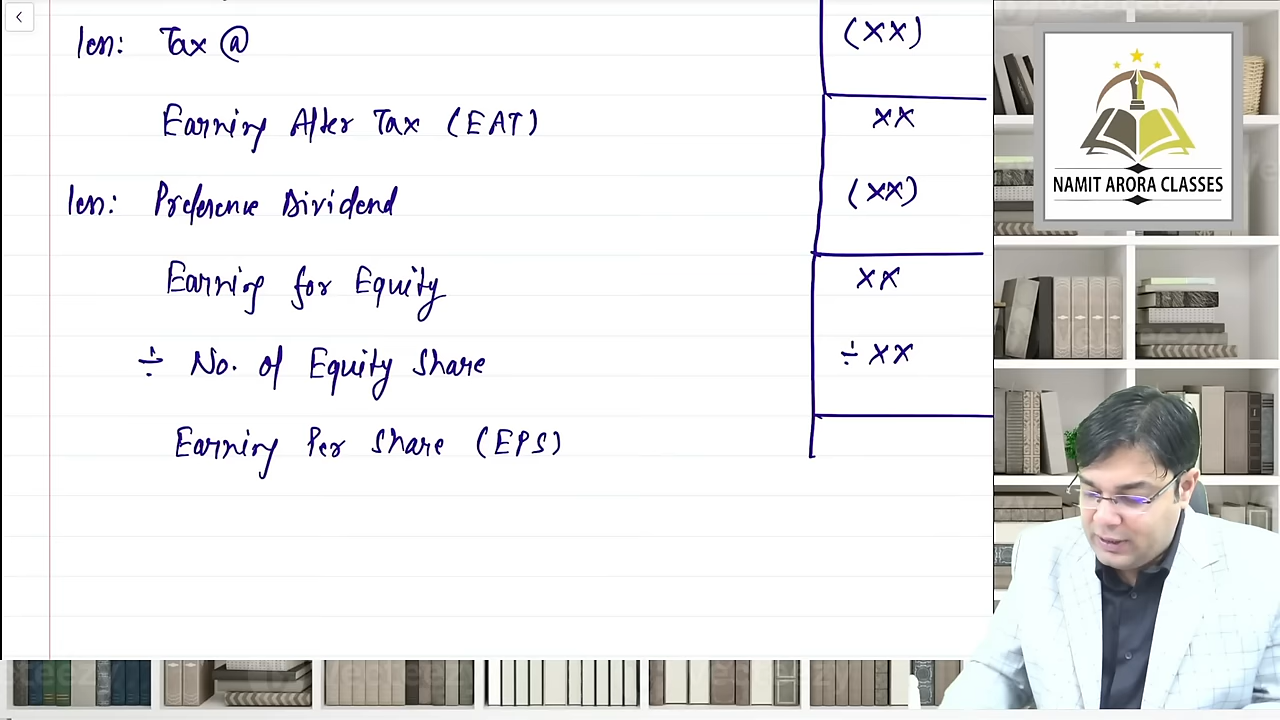 less: Tax @ (XX)
Earning After Tax (EAT) XX
less: Preference Dividend (XX)
Earning for Equity XX
÷ No. of Equity Share ÷ XX
Earning Per Share (EPS)
NAMIT ARORA CLASSES